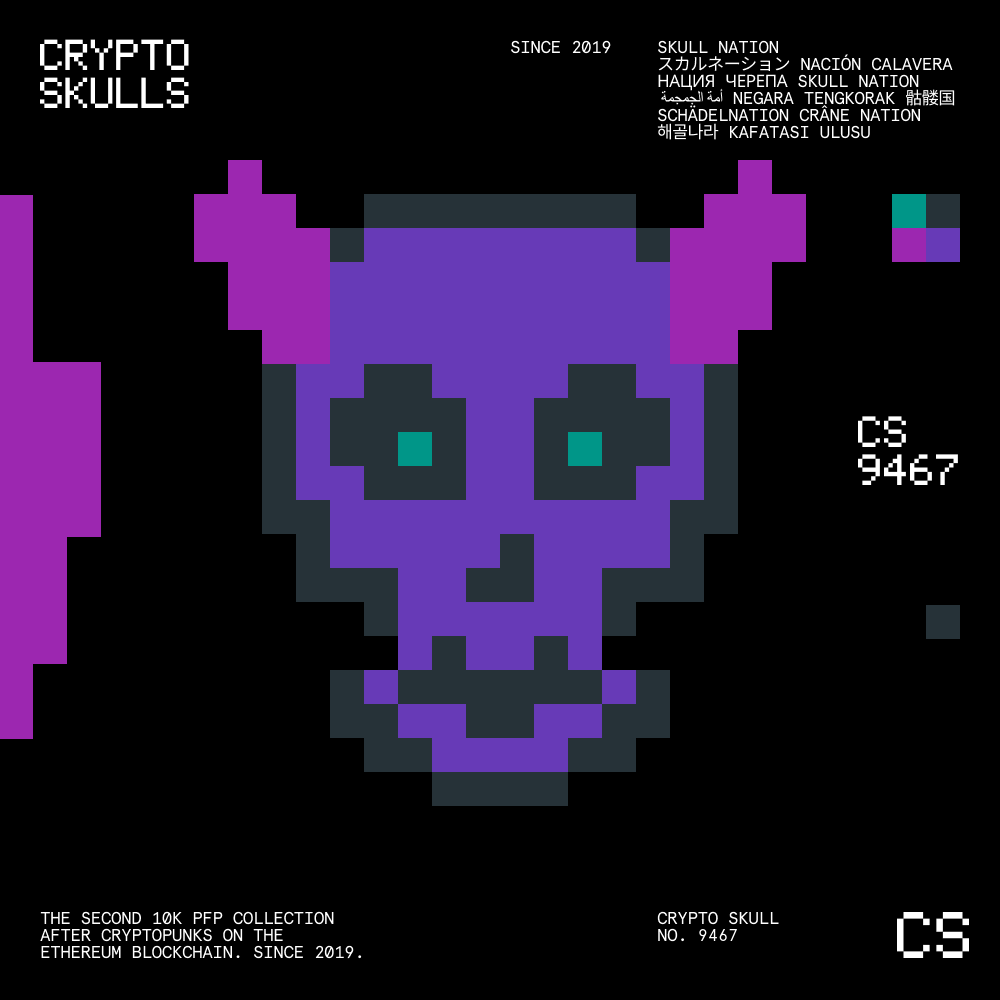 CRYPTO
SKULLS
SINCE 2019
SKULL NATION
スカルネーション NACIÓN CALAVERA
НАЦИЯ ЧЕРЕПА SKULL NATION
أمة الجمجمة NEGARA TENGKORAK 骷髅国
SCHÄDELNATION CRÂNE NATION
해골나라 KAFATASI ULUSU
CS
9467
THE SECOND 10K PFP COLLECTION
AFTER CRYPTOPUNKS ON THE
ETHEREUM BLOCKCHAIN. SINCE 2019.
CRYPTO SKULL
NO. 9467
CS